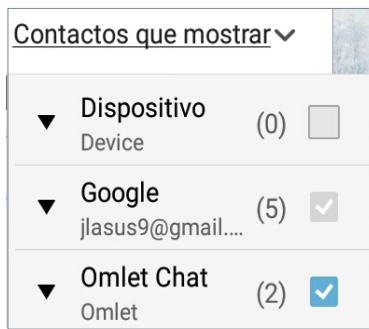 Contactos que mostrar
Dispositivo
Device
(0)
Google
jlasus9@gmail....
(5)
Omlet Chat
Omlet
(2)